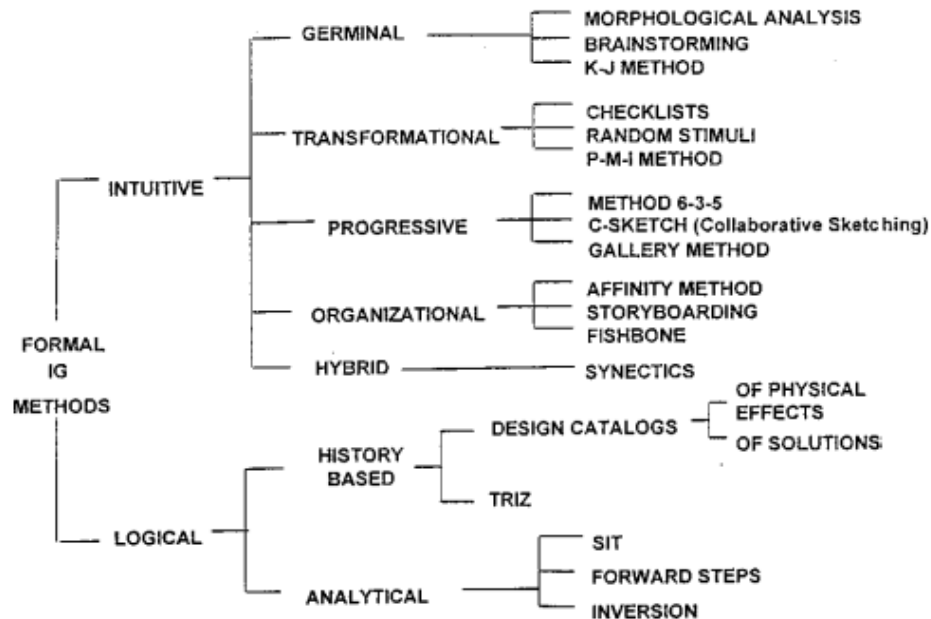 GERMINAL
MORPHOLOGICAL ANALYSIS
BRAINSTORMING
K-J METHOD
TRANSFORMATIONAL
CHECKLISTS
RANDOM STIMULI
P-M-I METHOD
INTUITIVE
PROGRESSIVE
METHOD 6-3-5
C-SKETCH (Collaborative Sketching)
GALLERY METHOD
ORGANIZATIONAL
AFFINITY METHOD
STORYBOARDING
FISHBONE
HYBRID
SYNECTICS
FORMAL
IG
METHODS
LOGICAL
HISTORY
BASED
DESIGN CATALOGS
OF PHYSICAL
EFFECTS
OF SOLUTIONS
TRIZ
ANALYTICAL
SIT
FORWARD STEPS
INVERSION